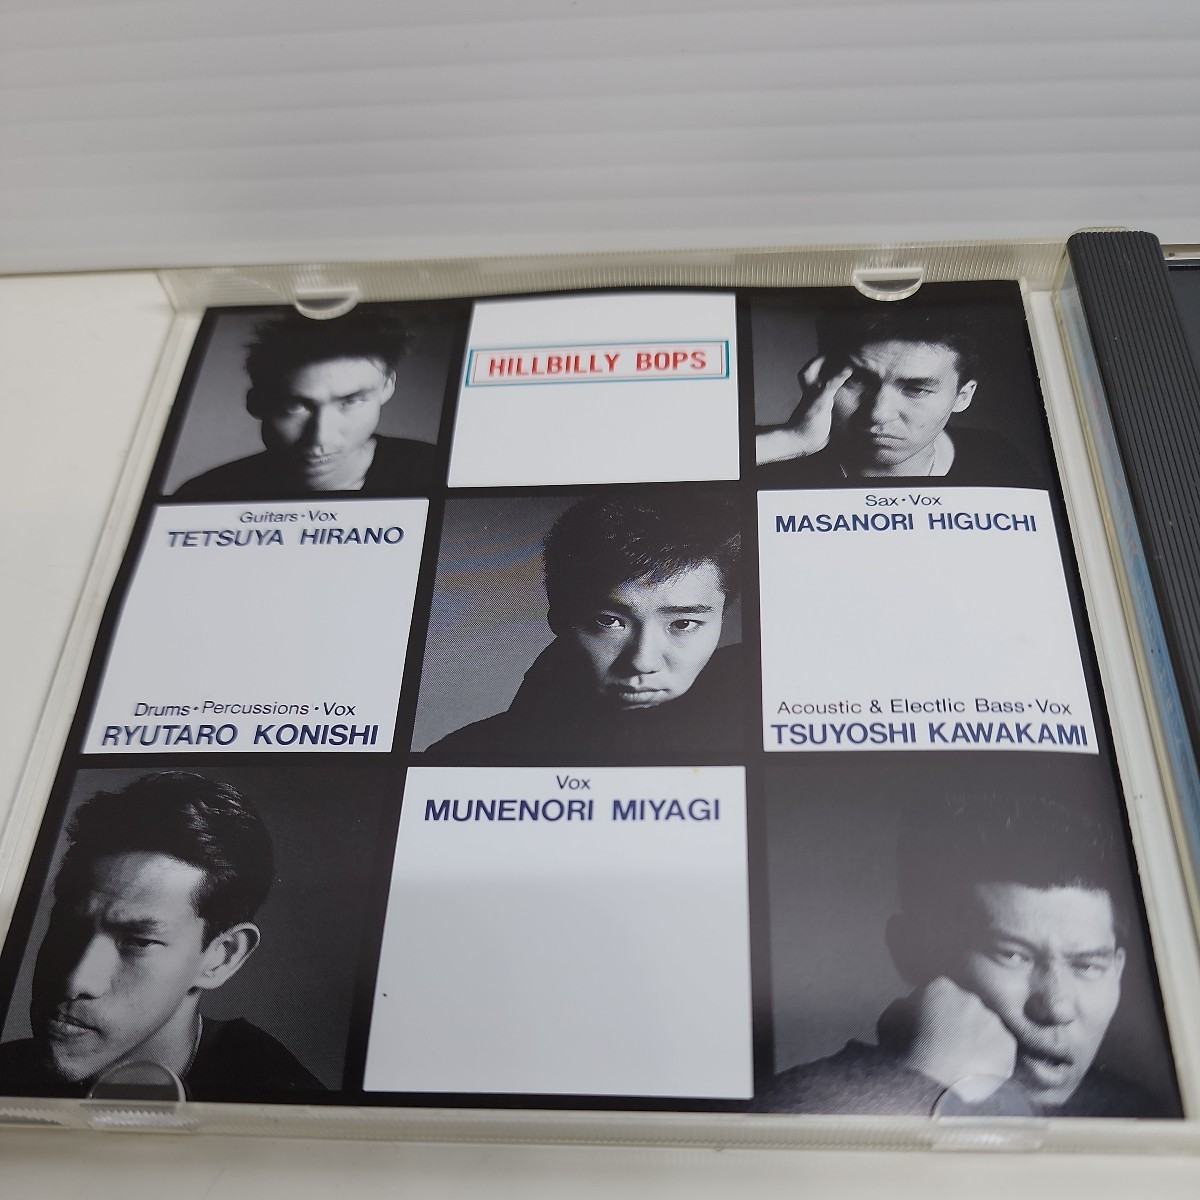 HILLBILLY BOPS
Guitars・Vox
TETSUYA HIRANO
Sax・Vox
MASANORI HIGUCHI
Drums・Percussions・Vox
RYUTARO KONISHI
Acoustic & Electlic Bass・Vox
TSUYOSHI KAWAKAMI
Vox
MUNENORI MIYAGI